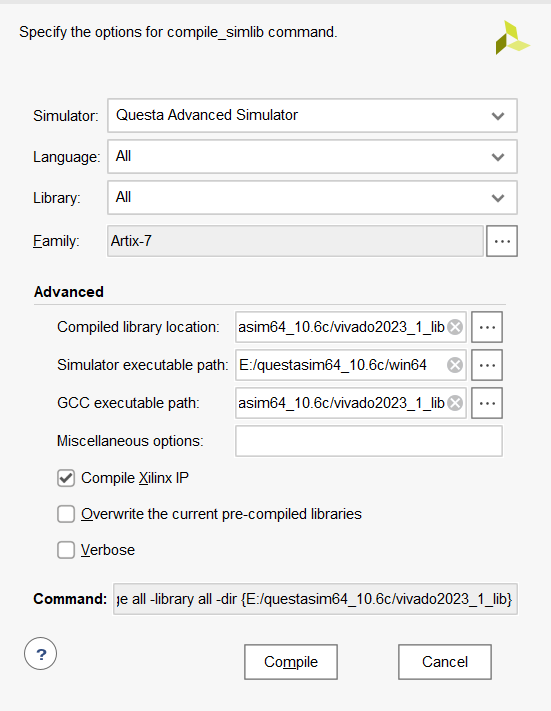 Specify the options for compile_simlib command.
Simulator: Questa Advanced Simulator
Language: All
Library: All
Family: Artix-7 ...
Advanced
Compiled library location: asim64_10.6c/vivado2023_1_lib ...
Simulator executable path: E:/questasim64_10.6c/win64 ...
GCC executable path: asim64_10.6c/vivado2023_1_lib ...
Miscellaneous options:
Compile Xilinx IP
Overwrite the current pre-compiled libraries
Verbose
Command: ge all -library all -dir {E:/questasim64_10.6c/vivado2023_1_lib}
? Compile Cancel